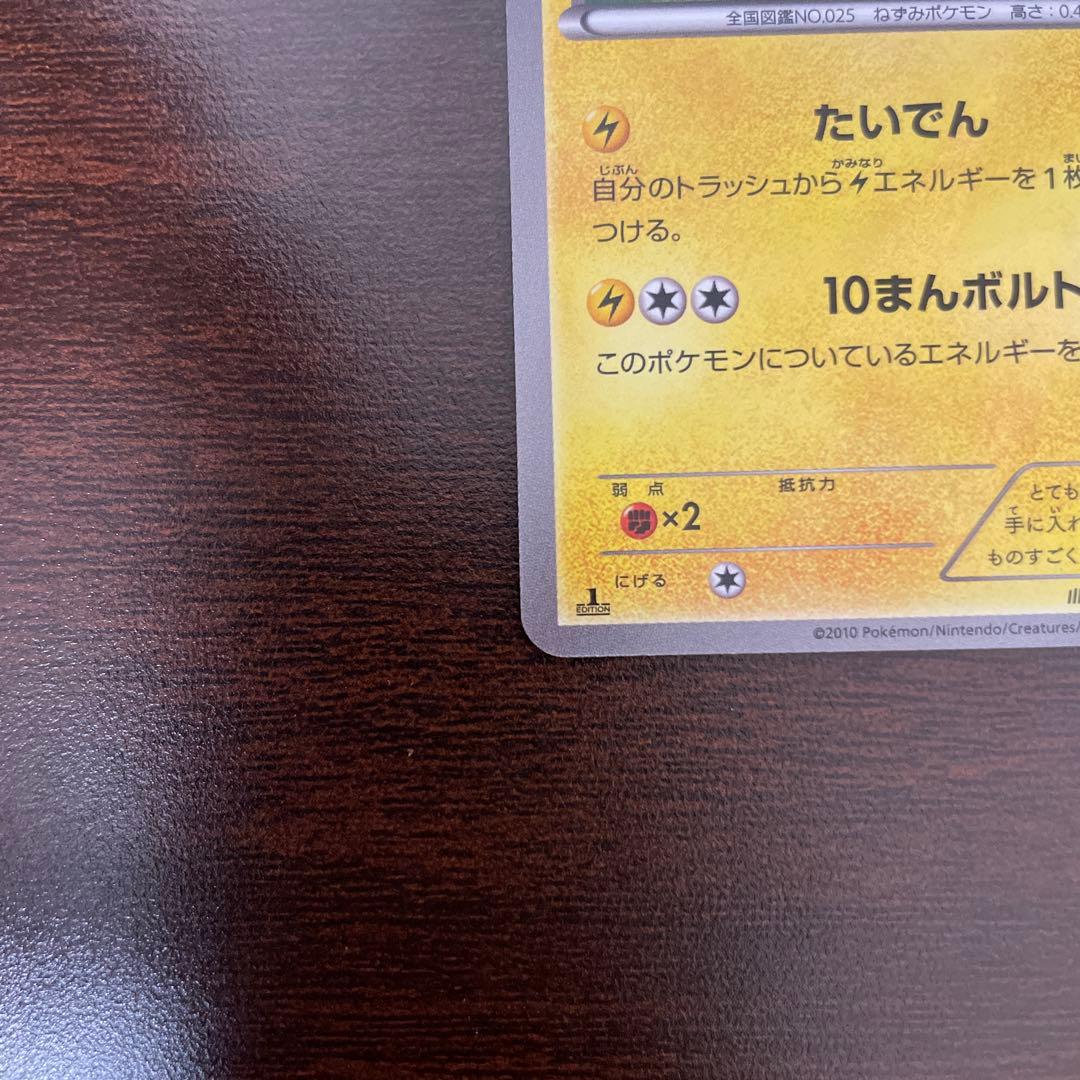 全国図鑑NO.025 ねずみポケモン 高さ:0.4
たいでん
じぶん かみなり まい
自分のトラッシュからエネルギーを1枚
つける。
10まんボルト
このポケモンについているエネルギーを
弱点 抵抗力
×2
とても
て い
手に入れ
ものすごく
にげる
1
EDITION
©2010 Pokémon/Nintendo/Creatures/